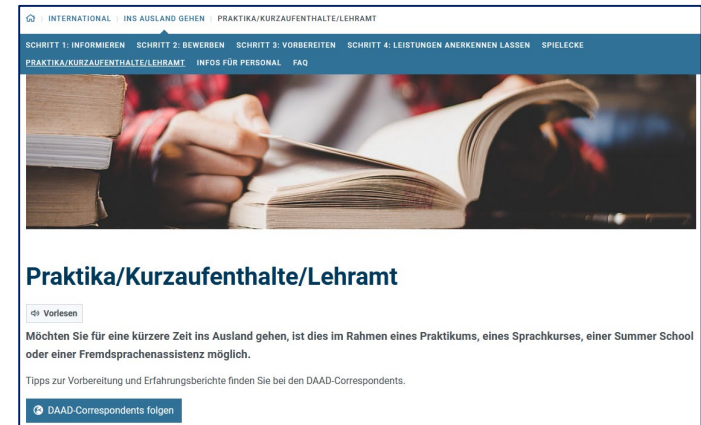 INTERNATIONAL | INS AUSLAND GEHEN | PRAKTIKA/KURZAUFENTHALTE/LEHRAMT
SCHRITT 1: INFORMIEREN SCHRITT 2: BEWERBEN SCHRITT 3: VORBEREITEN SCHRITT 4: LEISTUNGEN ANERKENNEN LASSEN SPIELECKE
PRAKTIKA/KURZAUFENTHALTE/LEHRAMT INFOS FÜR PERSONAL FAQ
Praktika/Kurzaufenthalte/Lehramt
Vorlesen
Möchten Sie für eine kürzere Zeit ins Ausland gehen, ist dies im Rahmen eines Praktikums, eines Sprachkurses, einer Summer School
oder einer Fremdsprachenassistenz möglich.
Tipps zur Vorbereitung und Erfahrungsberichte finden Sie bei den DAAD-Correspondents.
DAAD-Correspondents folgen